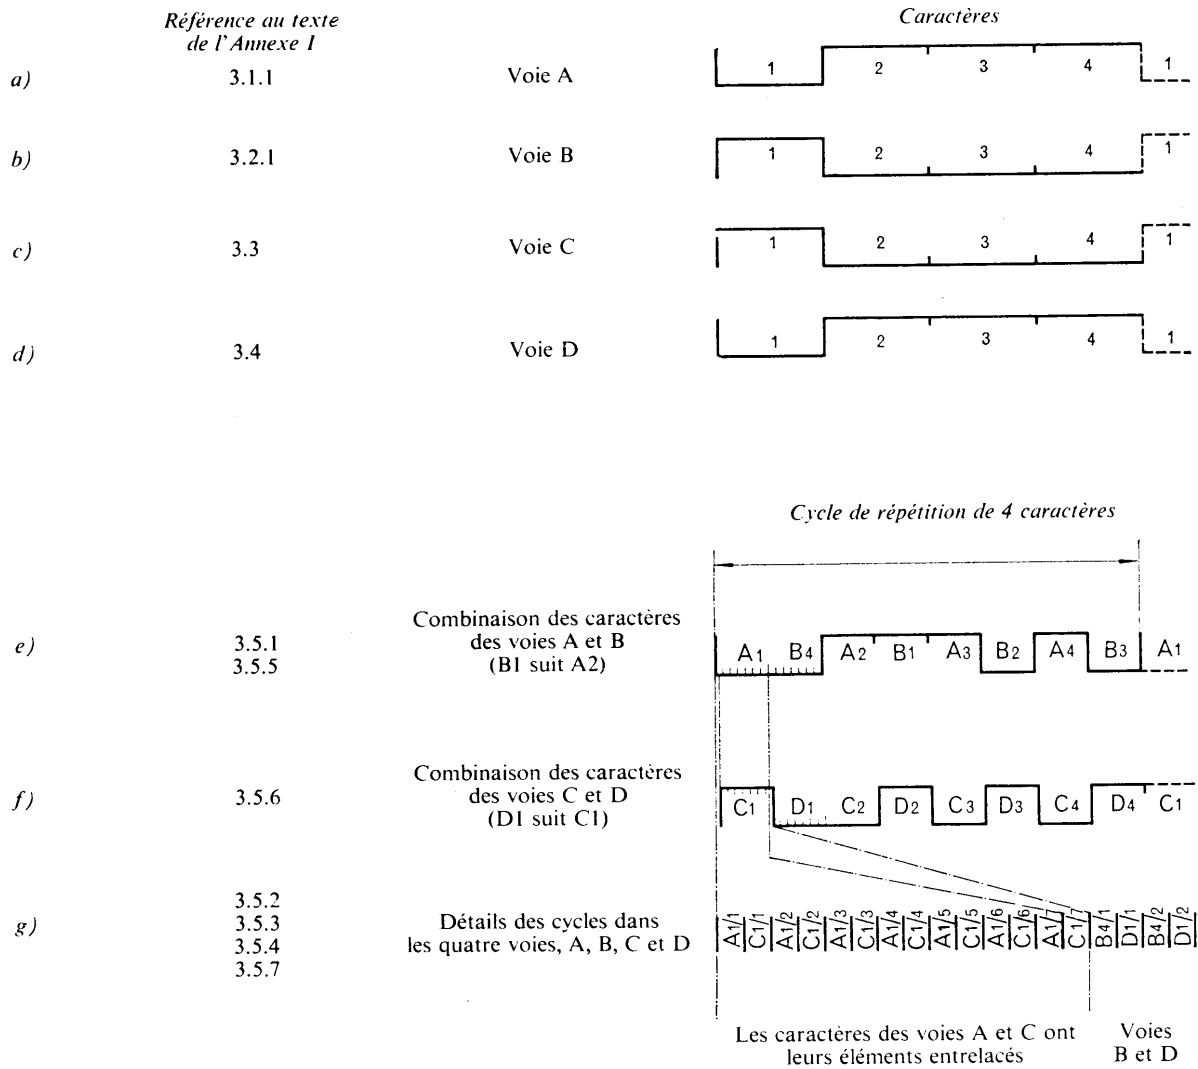 Référence au texte
de l'Annexe I
Caractères
a) 3.1.1 Voie A 1 2 3 4 1
b) 3.2.1 Voie B 1 2 3 4 1
c) 3.3 Voie C 1 2 3 4 1
d) 3.4 Voie D 1 2 3 4 1
Cycle de répétition de 4 caractères
e) 3.5.1
3.5.5
Combinaison des caractères
des voies A et B
(B1 suit A2)
A1 B4 A2 B1 A3 B2 A4 B3 A1
f) 3.5.6
Combinaison des caractères
des voies C et D
(D1 suit C1)
C1 D1 C2 D2 C3 D3 C4 D4 C1
g) 3.5.2
3.5.3
3.5.4
3.5.7
Détails des cycles dans
les quatre voies, A, B, C et D
A1/1 C1/1 A1/2 C1/2 A1/3 C1/3 A1/4 C1/4 A1/5 C1/5 A1/6 C1/6 A1/7 C1/7 B4/1 D1/1 B4/2 D1/2
Les caractères des voies A et C ont
leurs éléments entrelacés
Voies
B et D